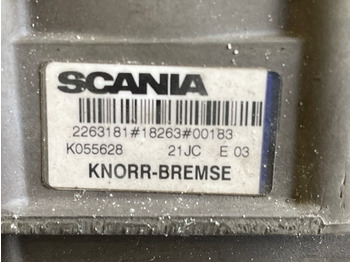 SCANIA
2263181#18263#00183
K055628 21JC E 03
KNORR-BREMSE